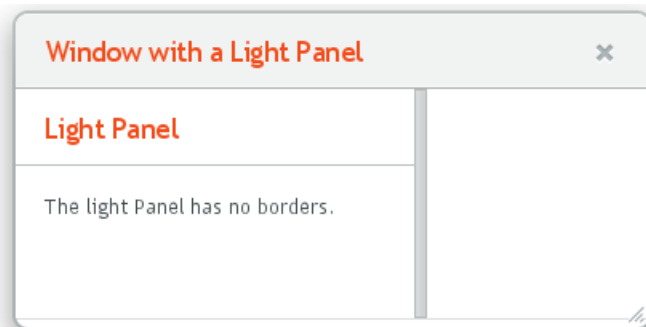 Window with a Light Panel
Light Panel
The light Panel has no borders.